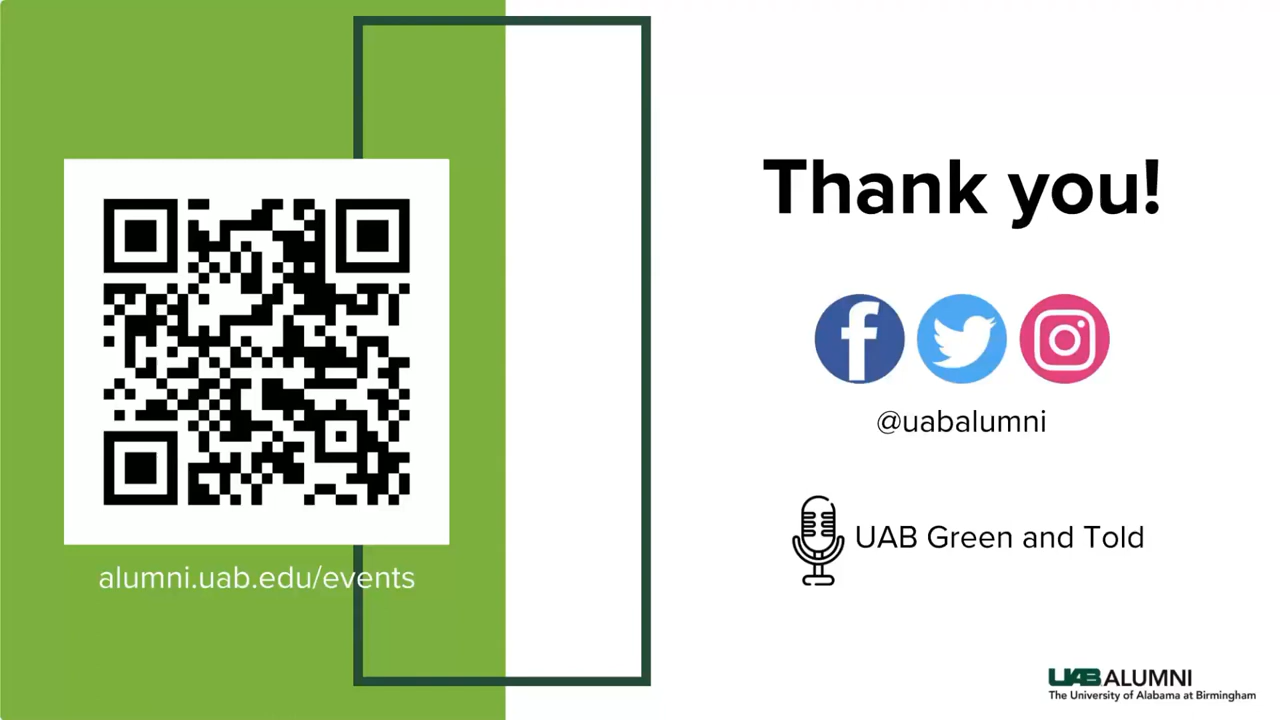 alumni.uab.edu/events
Thank you!
@uabalumni
UAB Green and Told
UAB ALUMNI
The University of Alabama at Birmingham